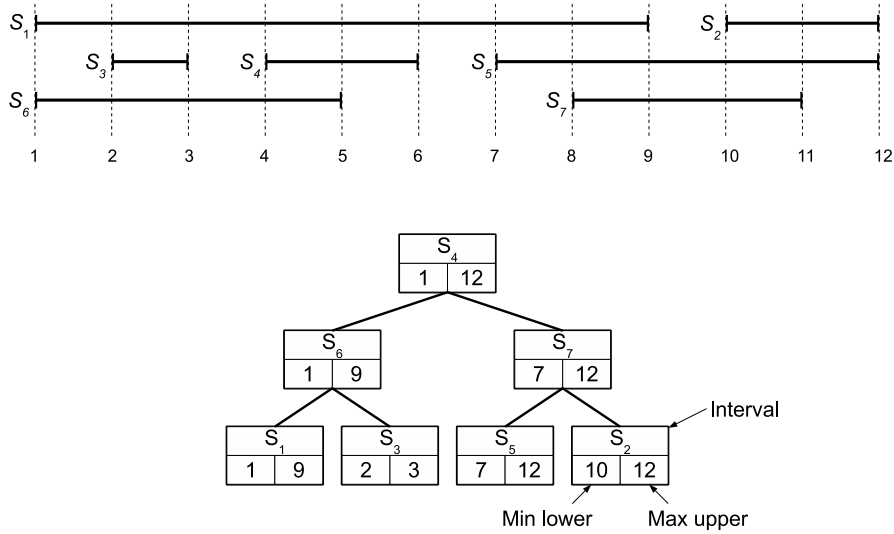 S1 S2
S3 S4 S5
S6 S7
1 2 3 4 5 6 7 8 9 10 11 12
S4
1 12
S6 S7
1 9 7 12
Interval
S1 S3 S5 S2
1 9 2 3 7 12 10 12
Min lower Max upper